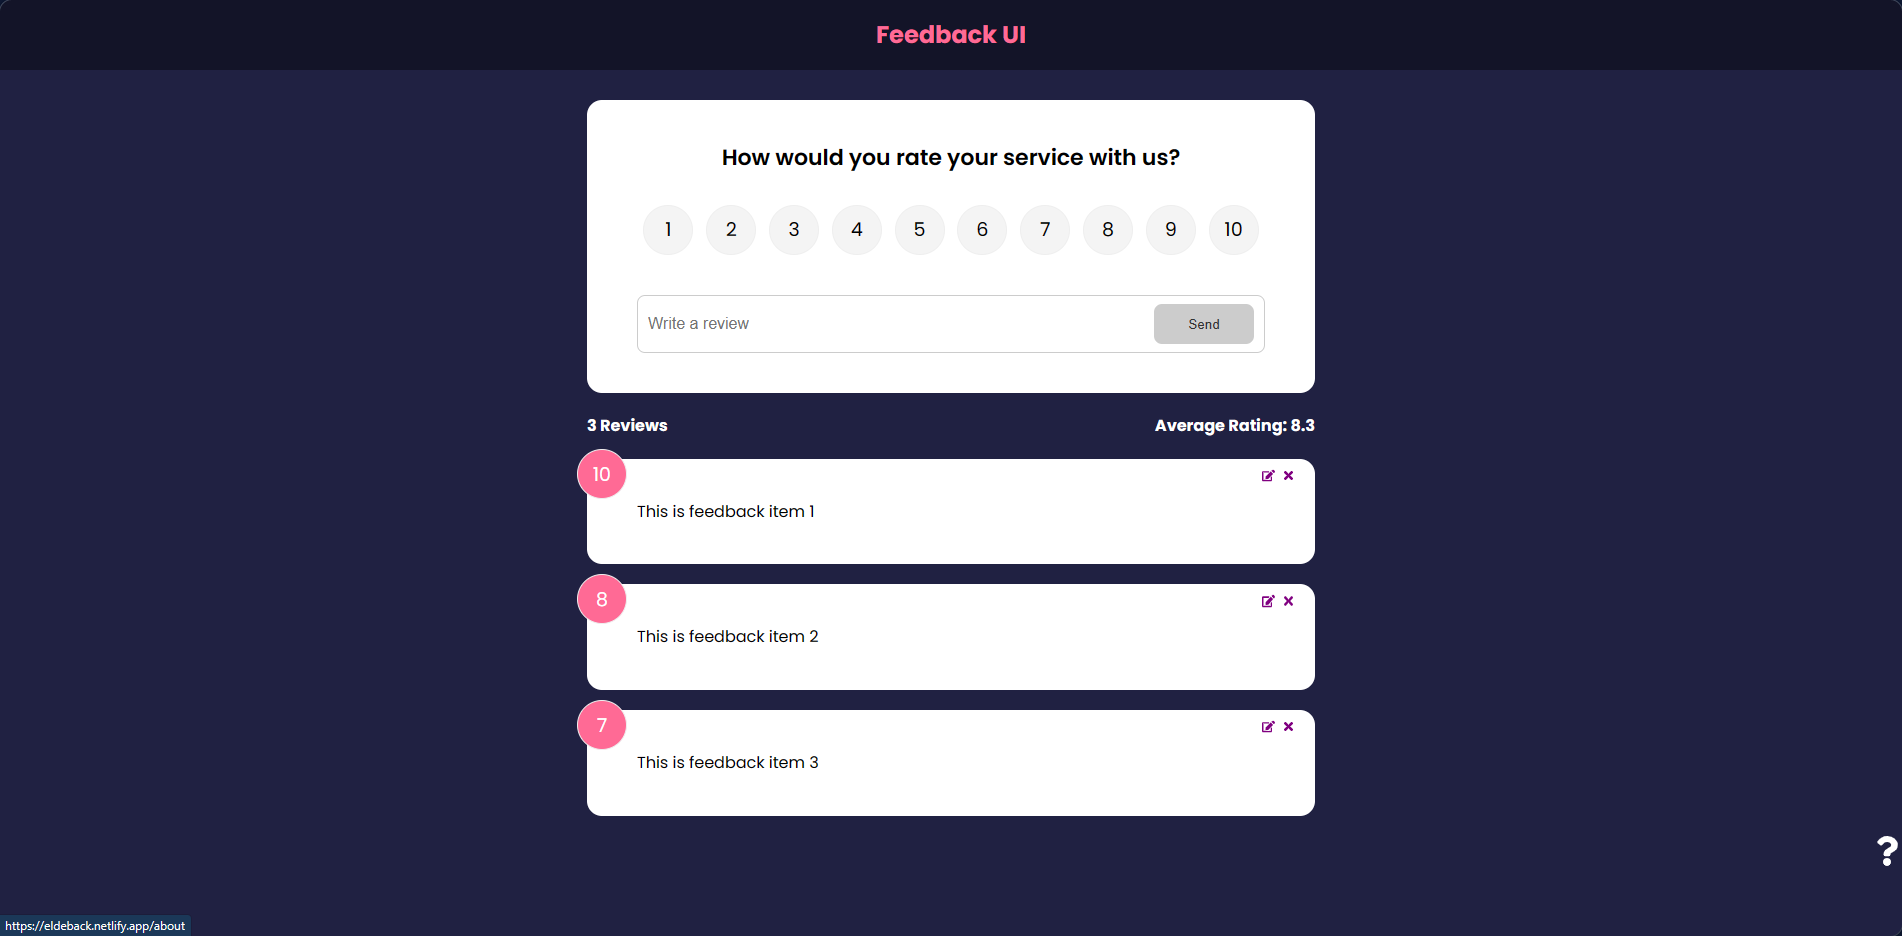 Feedback UI
How would you rate your service with us?
1 2 3 4 5 6 7 8 9 10
Write a review Send
3 Reviews Average Rating: 8.3
10
This is feedback item 1
8
This is feedback item 2
7
This is feedback item 3
?
https://eldeback.netlify.app/about